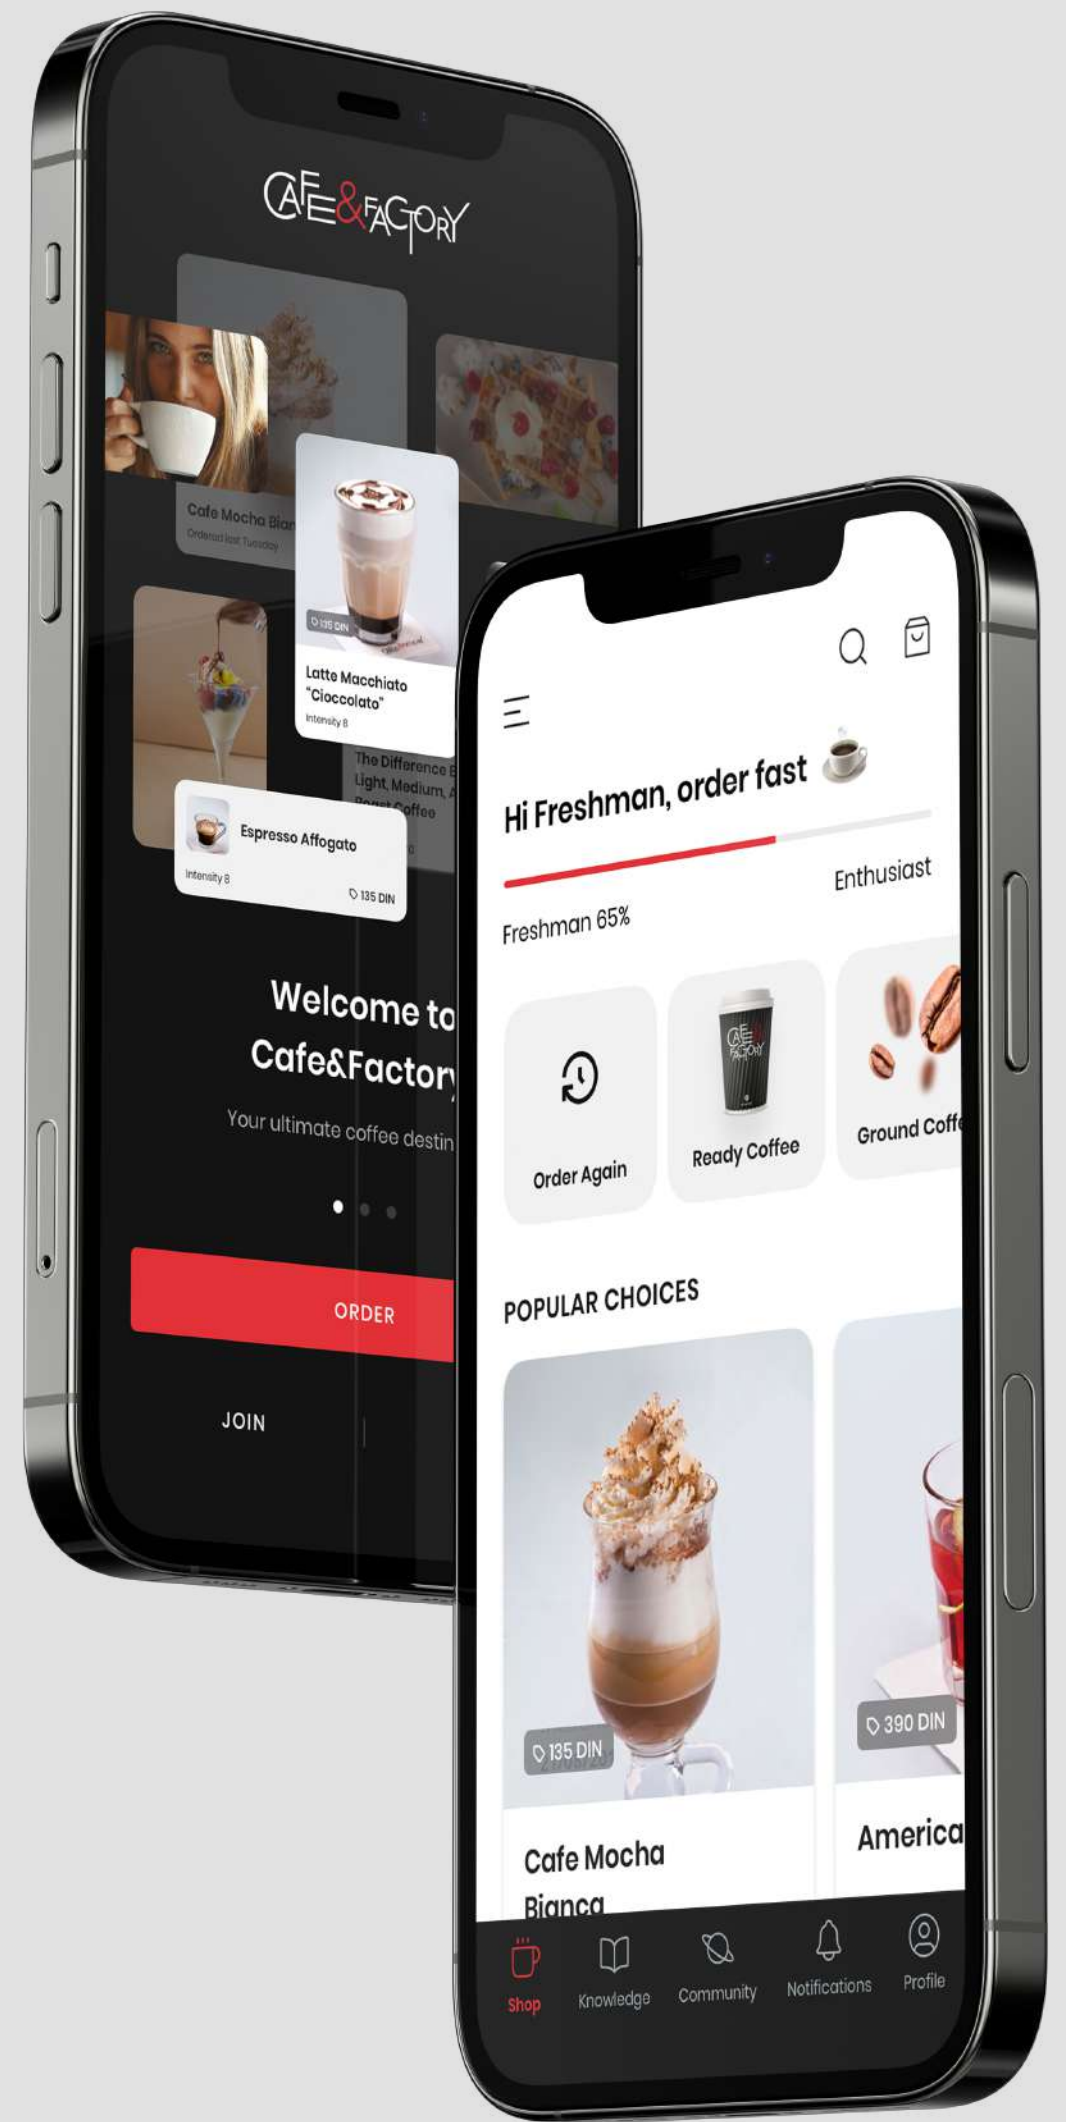 CAFE&FACTORY
Cafe Mocha Bian
Ordered last Tuesday
135 DIN
Latte Macchiato
"Cioccolato"
Intensity 8
The Difference B
Light, Medium, A
Roast Coffee
Espresso Affogato
Intensity 8
135 DIN
Welcome to
Cafe&Factory
Your ultimate coffee destin
ORDER
JOIN
Hi Freshman, order fast
Enthusiast
Freshman 65%
Order Again
CAFE& FACTORY
Ready Coffee
Ground Coffe
POPULAR CHOICES
135 DIN
390 DIN
Cafe Mocha
Bianca
America
Shop
Knowledge
Community
Notifications
Profile